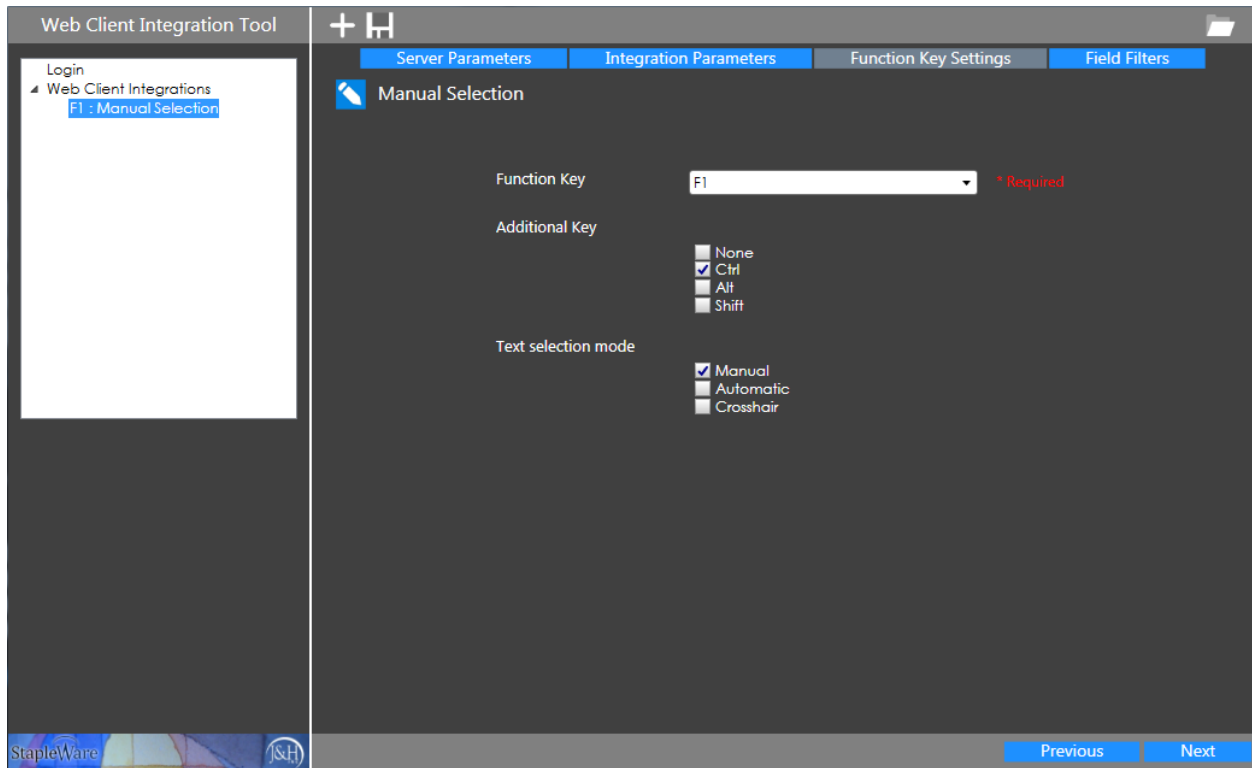 Web Client Integration Tool
Login
Web Client Integrations
F1 : Manual Selection
Server Parameters
Integration Parameters
Function Key Settings
Field Filters
Manual Selection
Function Key
F1
* Required
Additional Key
None
Ctrl
Alt
Shift
Text selection mode
Manual
Automatic
Crosshair
StapleWare
J&H
Previous
Next